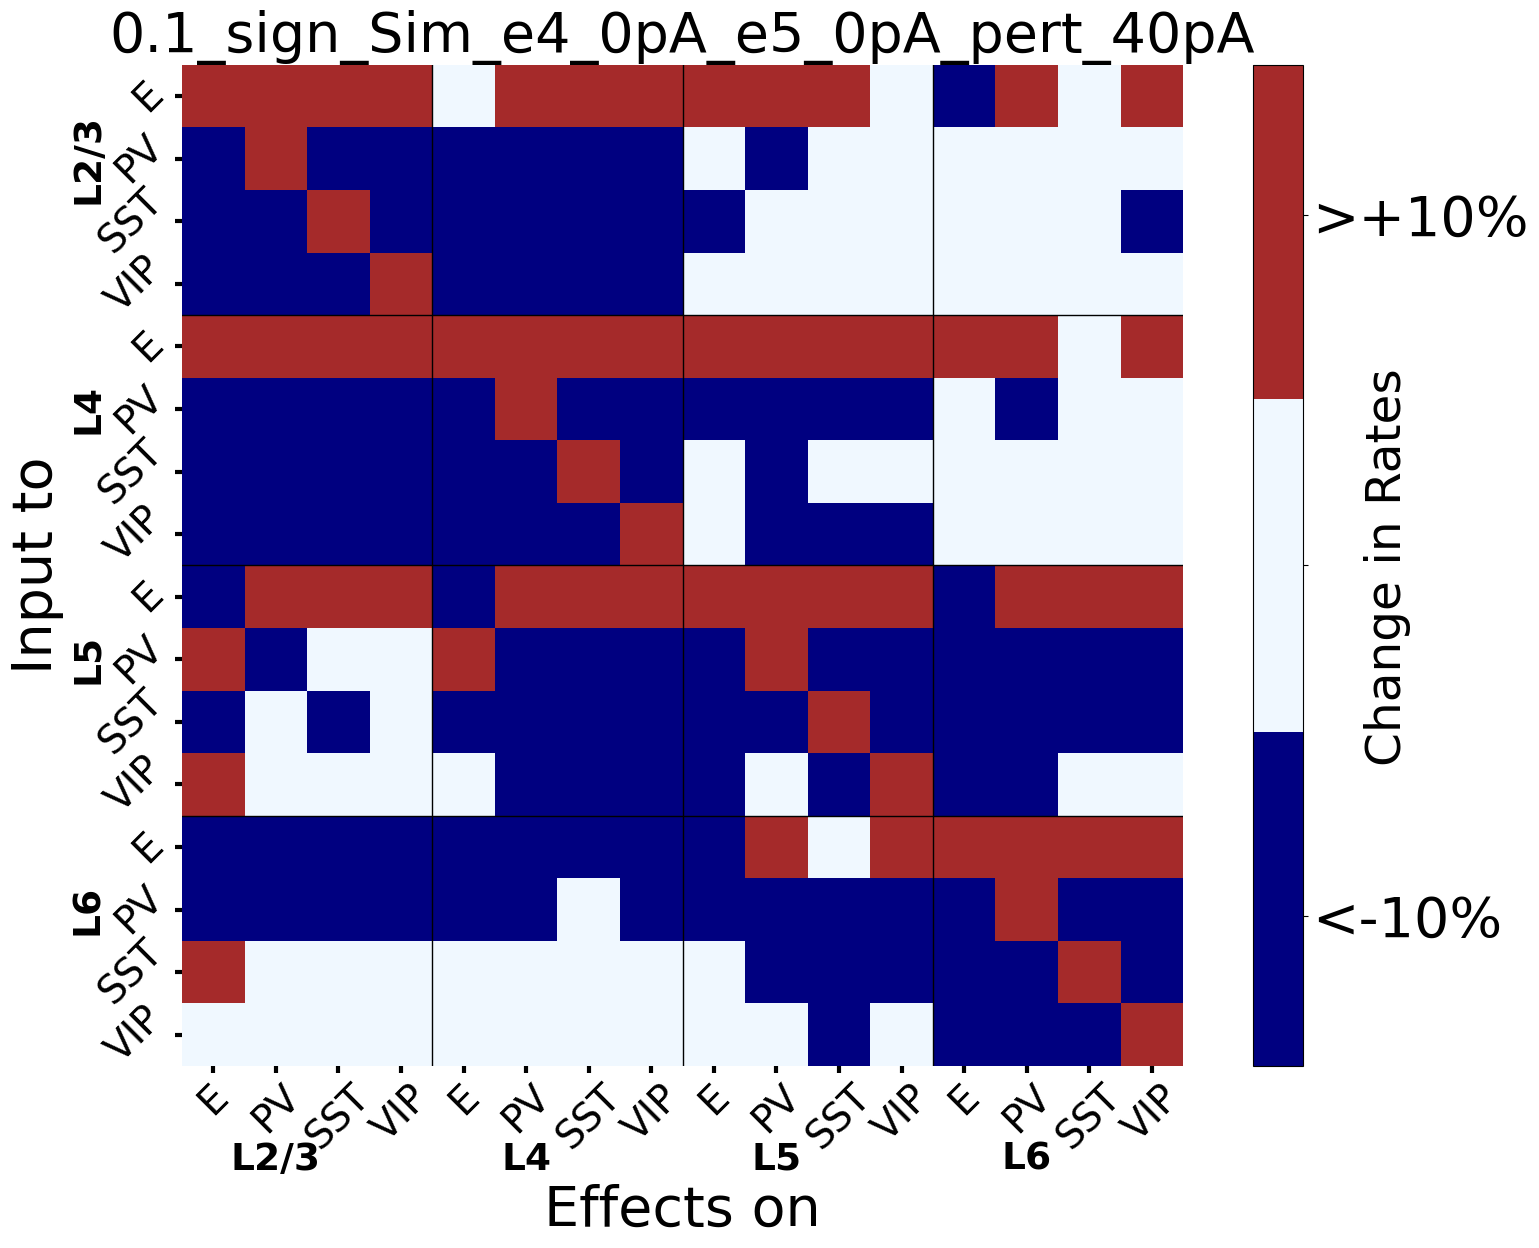 0.1_sign_Sim_e4_0pA_e5_0pA_pert_40pA
Input to
L2/3
E
PV
SST
VIP
L4
E
PV
SST
VIP
L5
E
PV
SST
VIP
L6
E
PV
SST
VIP
E PV SST VIP E PV SST VIP E PV SST VIP E PV SST VIP
L2/3 L4 L5 L6
Effects on
>+10%
<-10%
Change in Rates